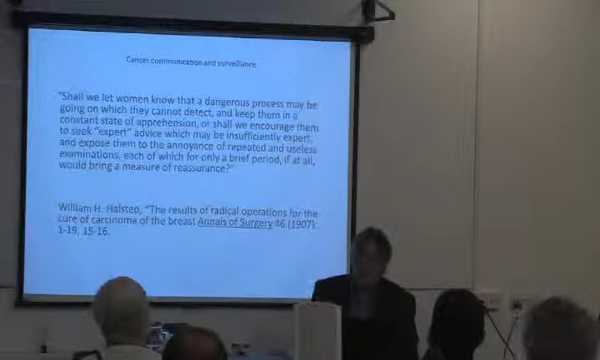 Cancer communication and surveillance
"Shall we let women know that a dangerous process may be
going on which they cannot detect, and keep them in a
constant state of apprehension, or shall we encourage them
to seek "expert" advice which may be insufficiently expert,
and expose them to the annoyance of repeated and useless
examinations, each of which for only a brief period, if at all,
would bring a measure of reassurance?"
William H. Halsted, "The results of radical operations for the
cure of carcinoma of the breast Annals of Surgery 46 (1907):
1-19, 15-16.